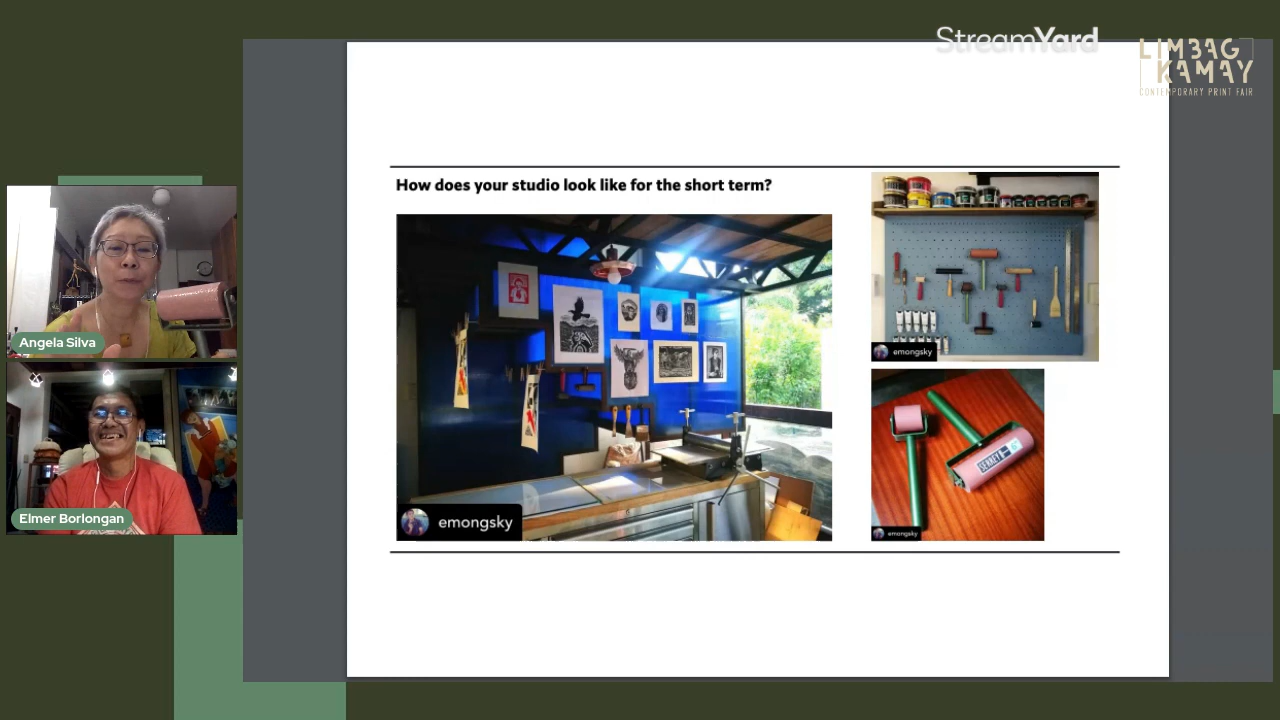 StreamYard
LIMBAG
KAMAY
CONTEMPORARY PRINT FAIR
How does your studio look like for the short term?
emongsky
emongsky
emongsky
Angela Silva
Elmer Borlongan